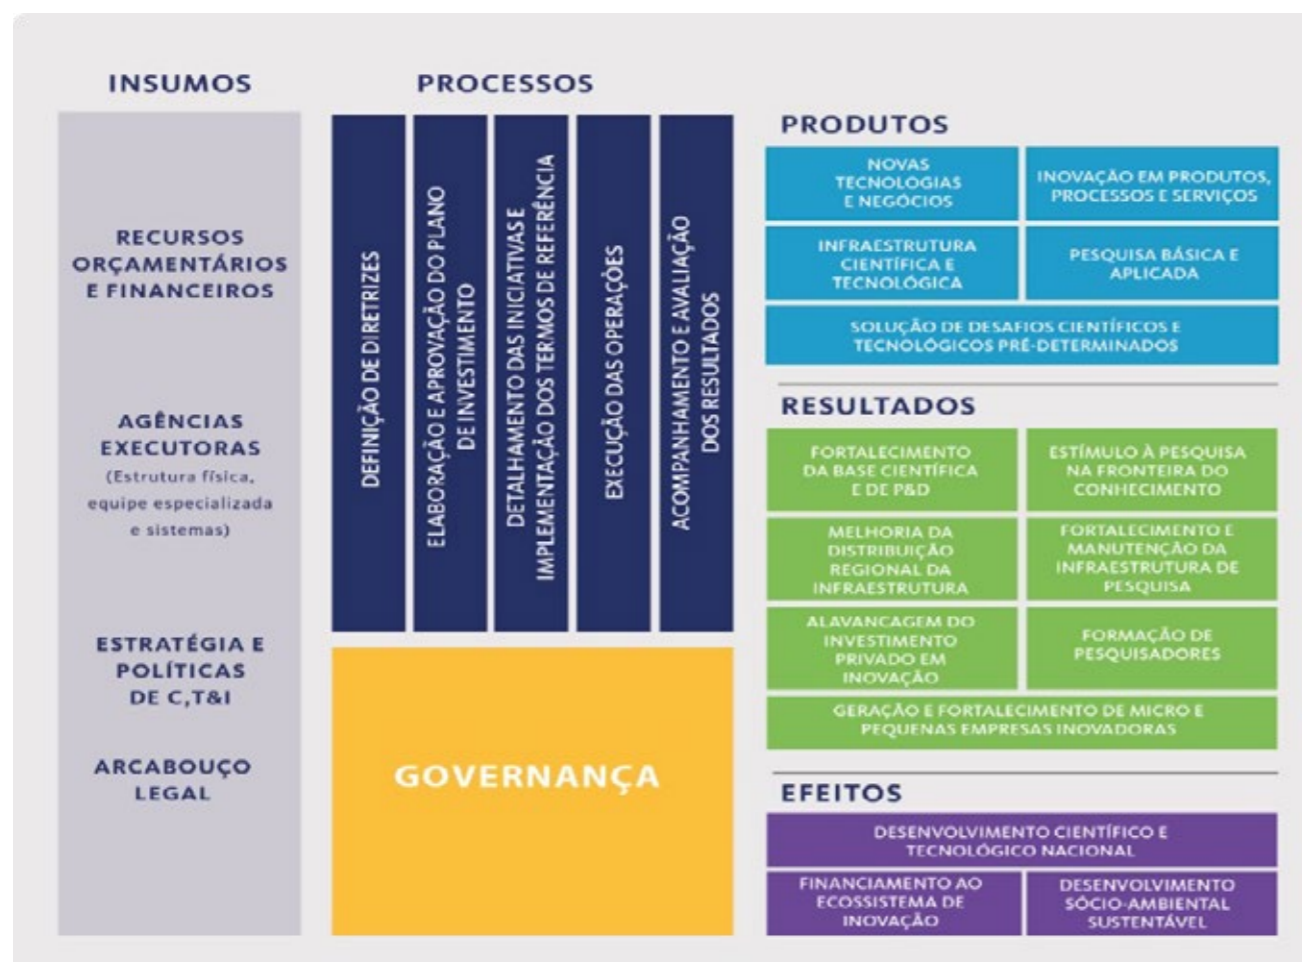 INSUMOS
RECURSOS
ORÇAMENTÁRIOS
E FINANCEIROS
AGÊNCIAS
EXECUTORAS
(Estrutura física,
equipe especializada
e sistemas)
ESTRATÉGIA E
POLÍTICAS
DE C,T&I
ARCABOUÇO
LEGAL
PROCESSOS
DEFINIÇÃO DE DIRETRIZES
ELABORAÇÃO E APROVAÇÃO DO PLANO
DE INVESTIMENTO
DETALHAMENTO DAS INICIATIVAS E
IMPLEMENTAÇÃO DOS TERMOS DE REFERÊNCIA
EXECUÇÃO DAS OPERAÇÕES
ACOMPANHAMENTO E AVALIAÇÃO
DOS RESULTADOS
GOVERNANÇA
PRODUTOS
NOVAS
TECNOLOGIAS
E NEGÓCIOS
INOVAÇÃO EM PRODUTOS,
PROCESSOS E SERVIÇOS
INFRAESTRUTURA
CIENTÍFICA E
TECNOLÓGICA
PESQUISA BÁSICA E
APLICADA
SOLUÇÃO DE DESAFIOS CIENTÍFICOS E
TECNOLÓGICOS PRÉ-DETERMINADOS
RESULTADOS
FORTALECIMENTO
DA BASE CIENTÍFICA
E DE P&D
ESTÍMULO À PESQUISA
NA FRONTEIRA DO
CONHECIMENTO
MELHORIA DA
DISTRIBUIÇÃO
REGIONAL DA
INFRAESTRUTURA
FORTALECIMENTO E
MANUTENÇÃO DA
INFRAESTRUTURA DE
PESQUISA
ALAVANCAGEM DO
INVESTIMENTO
PRIVADO EM
INOVAÇÃO
FORMAÇÃO DE
PESQUISADORES
GERAÇÃO E FORTALECIMENTO DE MICRO E
PEQUENAS EMPRESAS INOVADORAS
EFEITOS
DESENVOLVIMENTO CIENTÍFICO E
TECNOLÓGICO NACIONAL
FINANCIAMENTO AO
ECOSSISTEMA DE
INOVAÇÃO
DESENVOLVIMENTO
SÓCIO-AMBIENTAL
SUSTENTÁVEL